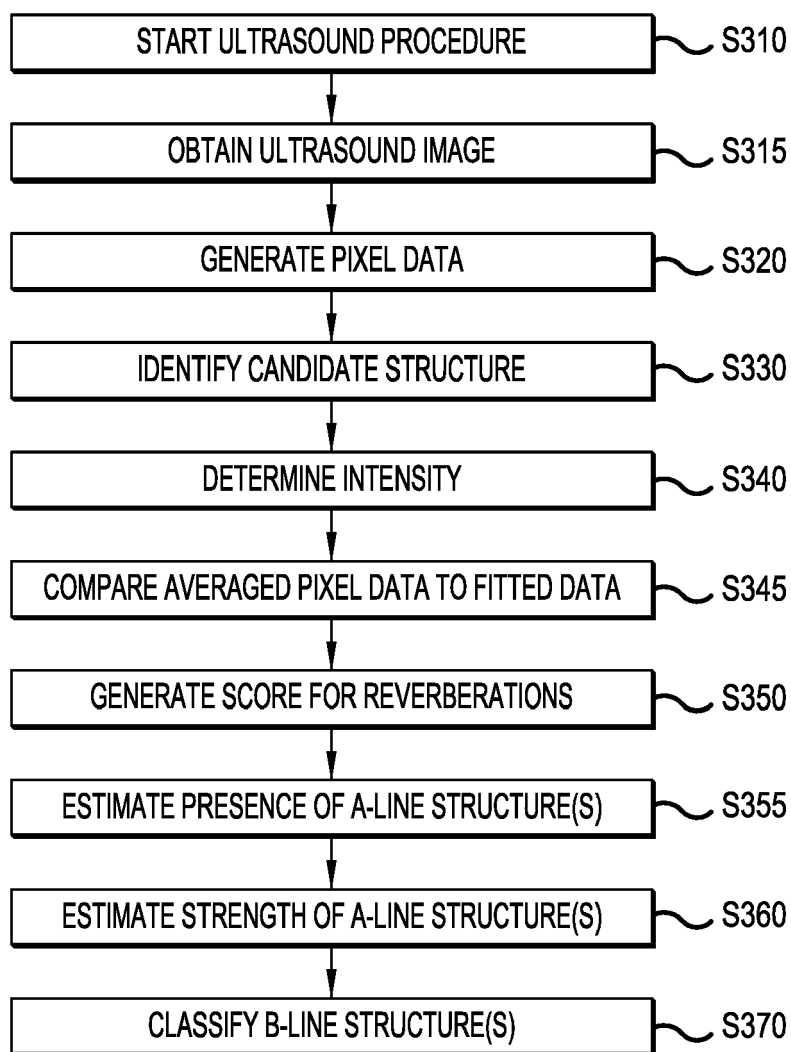 START ULTRASOUND PROCEDURE S310
OBTAIN ULTRASOUND IMAGE S315
GENERATE PIXEL DATA S320
IDENTIFY CANDIDATE STRUCTURE S330
DETERMINE INTENSITY S340
COMPARE AVERAGED PIXEL DATA TO FITTED DATA S345
GENERATE SCORE FOR REVERBERATIONS S350
ESTIMATE PRESENCE OF A-LINE STRUCTURE(S) S355
ESTIMATE STRENGTH OF A-LINE STRUCTURE(S) S360
CLASSIFY B-LINE STRUCTURE(S) S370